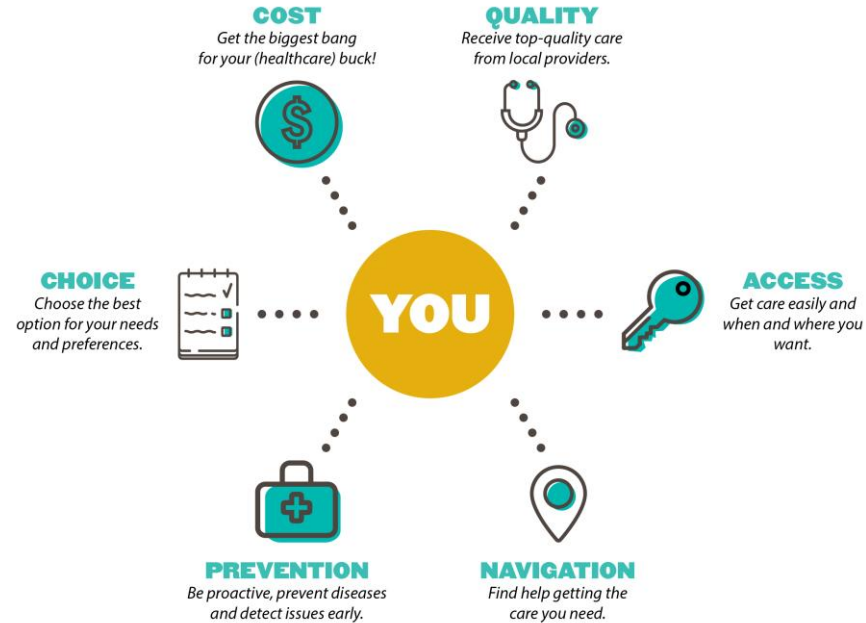 COST
Get the biggest bang
for your (healthcare) buck!
QUALITY
Receive top-quality care
from local providers.
$
CHOICE
Choose the best
option for your needs
and preferences.
YOU
ACCESS
Get care easily and
when and where you
want.
PREVENTION
Be proactive, prevent diseases
and detect issues early.
NAVIGATION
Find help getting the
care you need.